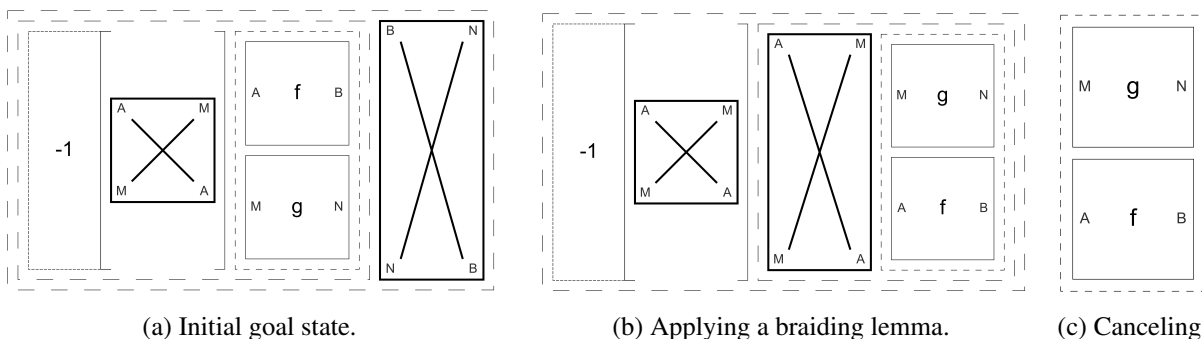 B N
A f B
A M
-1
M A
M g N
N B
(a) Initial goal state.
A M
M g N
A M
-1
M A
A f B
M A
(b) Applying a braiding lemma.
M g N
A f B
(c) Canceling